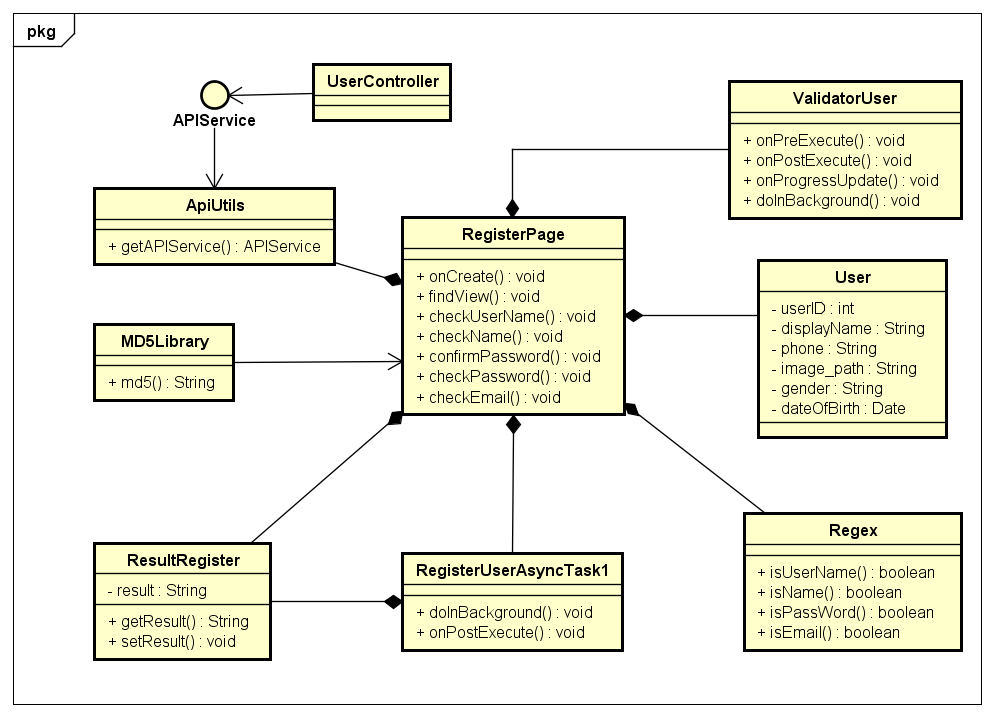 pkg
UserController
APIService
ApiUtils
+ getAPIService() : APIService
MD5Library
+ md5() : String
RegisterPage
+ onCreate() : void
+ findView() : void
+ checkUserName() : void
+ checkName() : void
+ confirmPassword() : void
+ checkPassword() : void
+ checkEmail() : void
ValidatorUser
+ onPreExecute() : void
+ onPostExecute() : void
+ onProgressUpdate() : void
+ doInBackground() : void
User
- userID : int
- displayName : String
- phone : String
- image_path : String
- gender : String
- dateOfBirth : Date
ResultRegister
- result : String
+ getResult() : String
+ setResult() : void
RegisterUserAsyncTask1
+ doInBackground() : void
+ onPostExecute() : void
Regex
+ isUserName() : boolean
+ isName() : boolean
+ isPassWord() : boolean
+ isEmail() : boolean